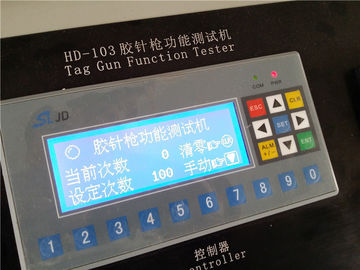 HD-103 胶针枪功能测试机
Tag Gun Function Tester
JD
COM PWR
胶针枪功能测试机
当前次数 0 清零
设定次数 100 手动
ESC CLR
SET
ALM +/- ENT
1 2 3 4 5 6 7 8 9 0
控制器
Controller